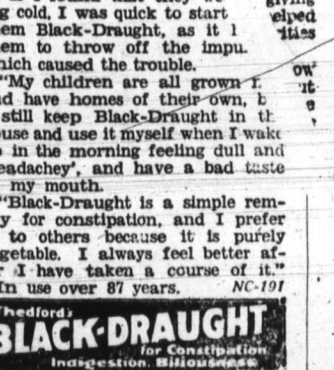 g cold, I was quick to start
em Black-Draught, as it l
em to throw off the impu
hich caused the trouble.
"My children are all grown
d have homes of their own, b
still keep Black-Draught in th
ouse and use it myself when I wake
in the morning feeling dull and
eadachey', and have a bad taste
my mouth.
"Black-Draught is a simple rem-
y for constipation, and I prefer
to others because it is purely
getable. I always feel better af-
r I have taken a course of it."
In use over 87 years. NC-191
Thedford's
BLACK-DRAUGHT
for Constipation,
Indigestion, Biliousness
giving
elped
ities
ow
ut
e